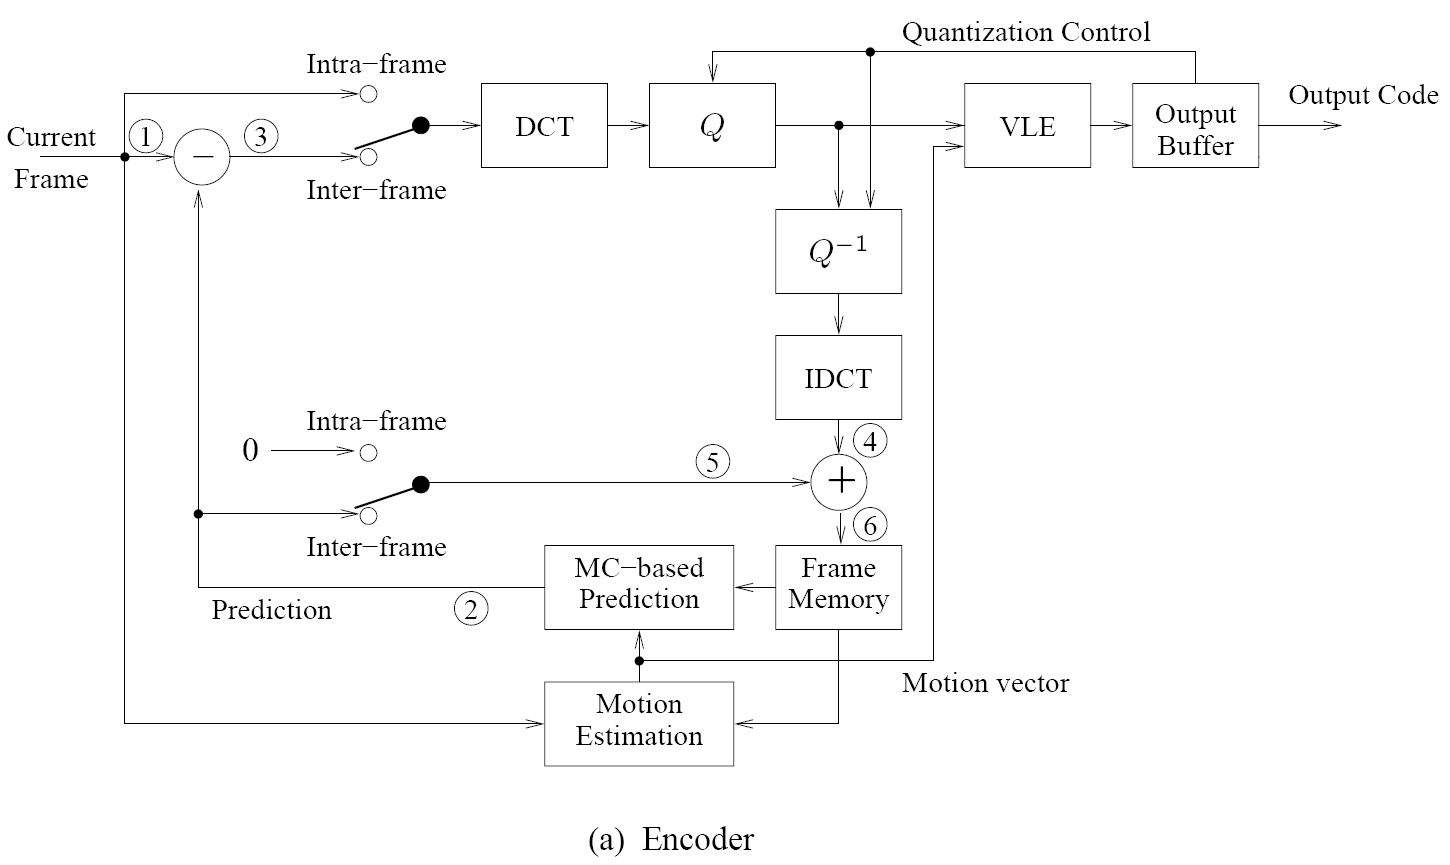 Quantization Control
Intra−frame
Output Code
DCT
Q
VLE
Output
Buffer
Current
Frame
1
−
3
Inter−frame
Q−1
IDCT
Intra−frame
0
4
5
+
6
Inter−frame
MC−based
Prediction
Frame
Memory
Prediction
2
Motion vector
Motion
Estimation
(a) Encoder